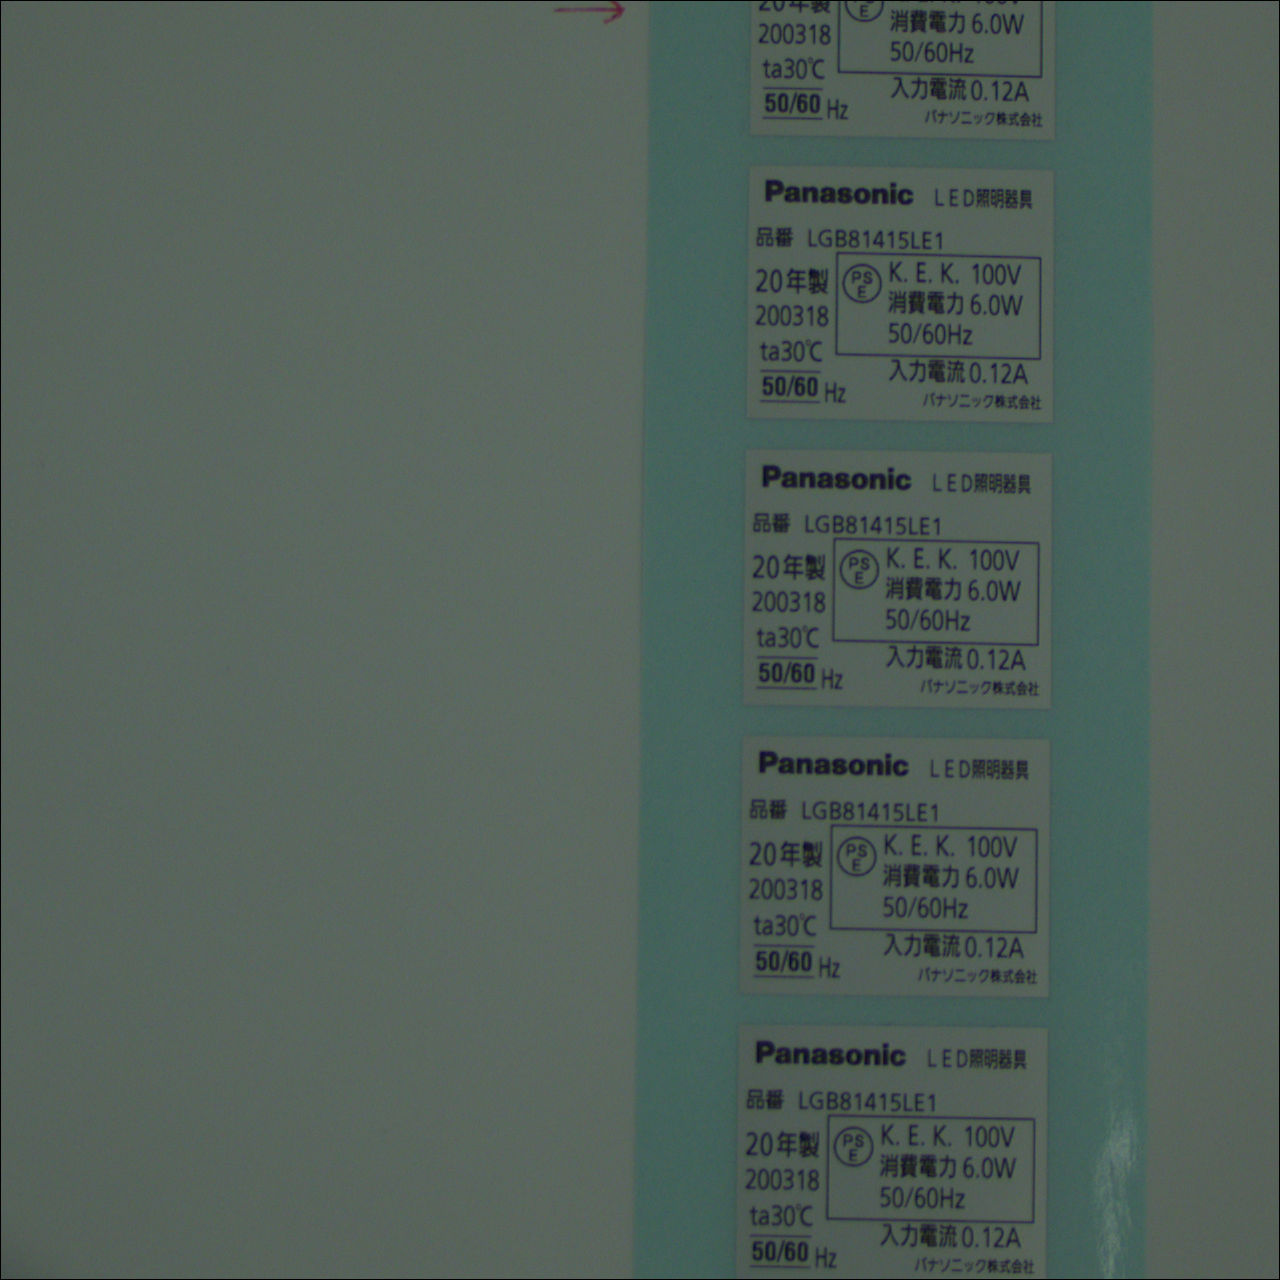 20年製
消費電力 6.0W
200318
50/60Hz
ta30℃
入力電流 0.12A
50/60 Hz
パナソニック株式会社
Panasonic LED照明器具
品番 LGB81415LE1
20年製 PSE K. E. K. 100V
消費電力 6.0W
200318
50/60Hz
ta30℃
入力電流 0.12A
50/60 Hz
パナソニック株式会社
Panasonic LED照明器具
品番 LGB81415LE1
20年製 PSE K. E. K. 100V
消費電力 6.0W
200318
50/60Hz
ta30℃
入力電流 0.12A
50/60 Hz
パナソニック株式会社
Panasonic LED照明器具
品番 LGB81415LE1
20年製 PSE K. E. K. 100V
消費電力 6.0W
200318
50/60Hz
ta30℃
入力電流 0.12A
50/60 Hz
パナソニック株式会社
Panasonic LED照明器具
品番 LGB81415LE1
20年製 PSE K. E. K. 100V
消費電力 6.0W
200318
50/60Hz
ta30℃
入力電流 0.12A
50/60 Hz
パナソニック株式会社